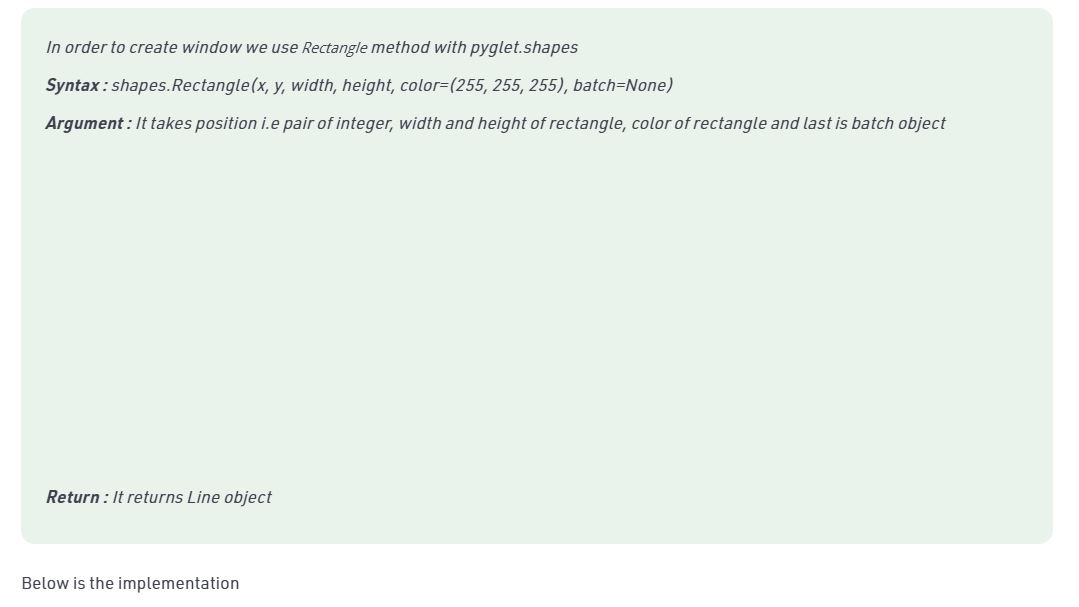 In order to create window we use Rectangle method with pyglet.shapes
Syntax : shapes.Rectangle(x, y, width, height, color=(255, 255, 255), batch=None)
Argument : It takes position i.e pair of integer, width and height of rectangle, color of rectangle and last is batch object
Return : It returns Line object
Below is the implementation